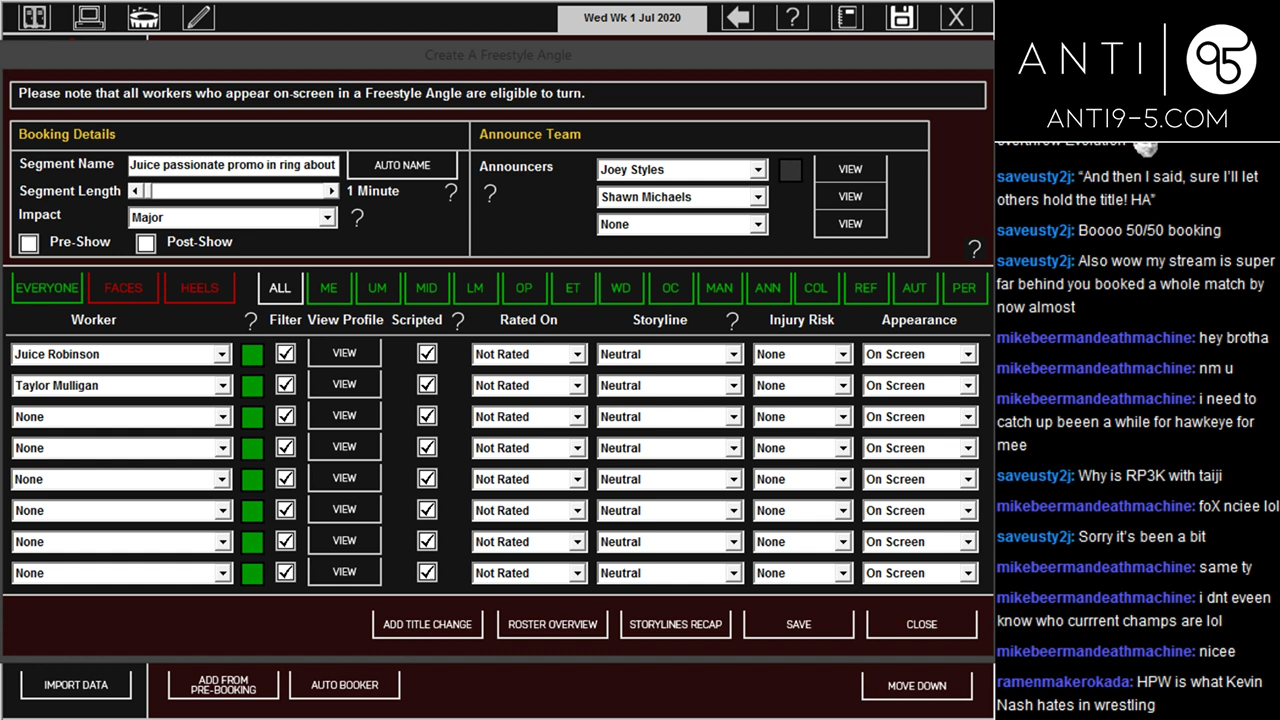 Wed Wk 1 Jul 2020
?
X
Create A Freestyle Angle
Please note that all workers who appear on-screen in a Freestyle Angle are eligible to turn.
Booking Details
Segment Name
Juice passionate promo in ring about
AUTO NAME
Segment Length
1 Minute
?
Impact
Major
?
Pre-Show
Post-Show
Announce Team
Announcers
?
Joey Styles
VIEW
Shawn Michaels
VIEW
None
VIEW
?
EVERYONE FACES HEELS ALL ME UM MID LM OP ET WD OC MAN ANN COL REF AUT PER
Worker ? Filter View Profile Scripted ? Rated On Storyline ? Injury Risk Appearance
Juice Robinson VIEW Not Rated Neutral None On Screen
Taylor Mulligan VIEW Not Rated Neutral None On Screen
None VIEW Not Rated Neutral None On Screen
None VIEW Not Rated Neutral None On Screen
None VIEW Not Rated Neutral None On Screen
None VIEW Not Rated Neutral None On Screen
None VIEW Not Rated Neutral None On Screen
None VIEW Not Rated Neutral None On Screen
ADD TITLE CHANGE ROSTER OVERVIEW STORYLINES RECAP SAVE CLOSE
IMPORT DATA
ADD FROM
PRE-BOOKING
AUTO BOOKER
MOVE DOWN
ANTI 95
ANTI9-5.COM
overthrow Evolution
saveusty2j: “And then I said, sure I'll let
others hold the title! HA”
saveusty2j: Boooo 50/50 booking
saveusty2j: Also wow my stream is super
far behind you booked a whole match by
now almost
mikebeermandeathmachine: hey brotha
mikebeermandeathmachine: nm u
mikebeermandeathmachine: i need to
catch up beeen a while for hawkeye for
mee
saveusty2j: Why is RP3K with taiji
mikebeermandeathmachine: foX nciee lol
saveusty2j: Sorry it's been a bit
mikebeermandeathmachine: same ty
mikebeermandeathmachine: i dnt eveen
know who currrent champs are lol
mikebeermandeathmachine: nicee
ramenmakerokada: HPW is what Kevin
Nash hates in wrestling